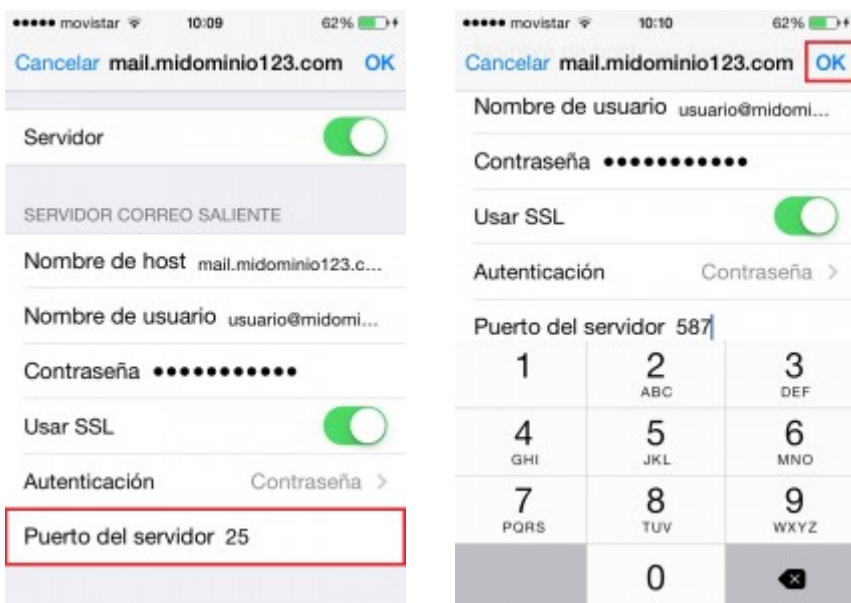 movistar 10:09 62%
Cancelar mail.midominio123.com OK
Servidor
SERVIDOR CORREO SALIENTE
Nombre de host mail.midominio123.c...
Nombre de usuario usuario@midomi...
Contraseña ●●●●●●●●●●●
Usar SSL
Autenticación Contraseña >
Puerto del servidor 25
movistar 10:10 62%
Cancelar mail.midominio123.com OK
Nombre de usuario usuario@midomi...
Contraseña ●●●●●●●●●●●
Usar SSL
Autenticación Contraseña >
Puerto del servidor 587
1 2 3
ABC DEF
4 5 6
GHI JKL MNO
7 8 9
PQRS TUV WXYZ
0